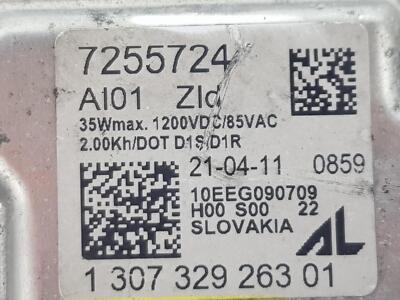 7255724
AI01 Zld
35Wmax. 1200VDC/85VAC
2.00Kh/DOT D1S/D1R
21-04-11 0859
10EEG090709
H00 S00 22
SLOVAKIA AL
1 307 329 263 01